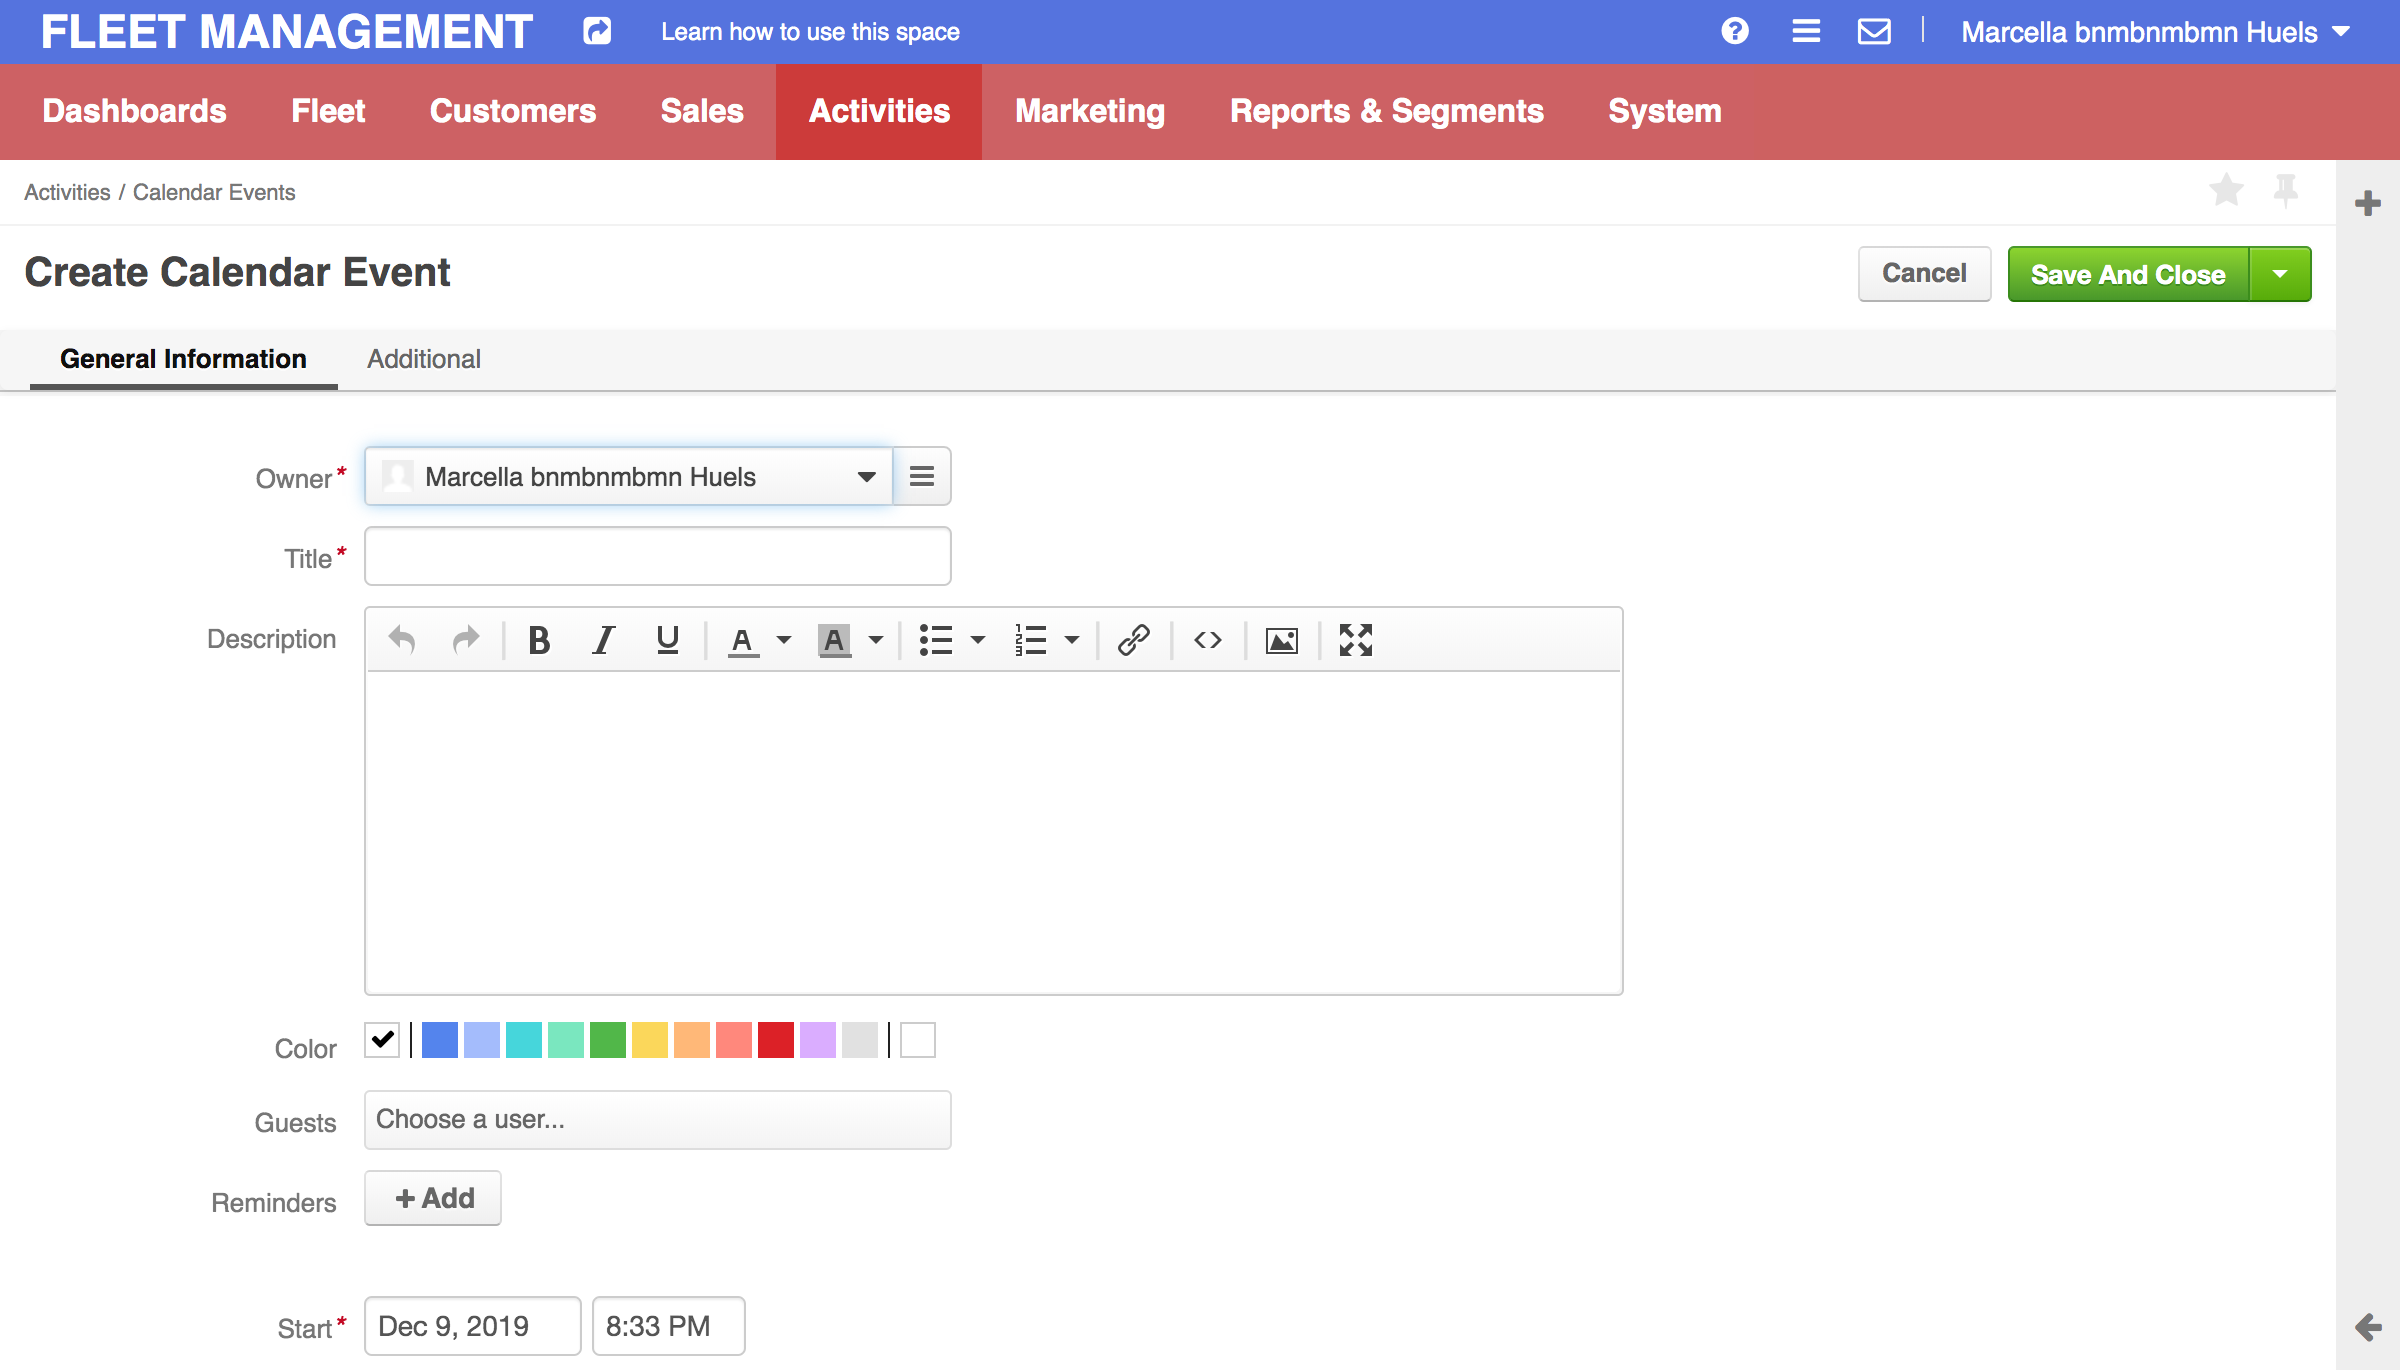 FLEET MANAGEMENT Learn how to use this space Marcella bnmbnmbmn Huels
Dashboards Fleet Customers Sales Activities Marketing Reports & Segments System
Activities / Calendar Events
Create Calendar Event Cancel Save And Close
General Information Additional
Owner* Marcella bnmbnmbmn Huels
Title*
Description B I U A A
Color
Guests Choose a user...
Reminders + Add
Start* Dec 9, 2019 8:33 PM